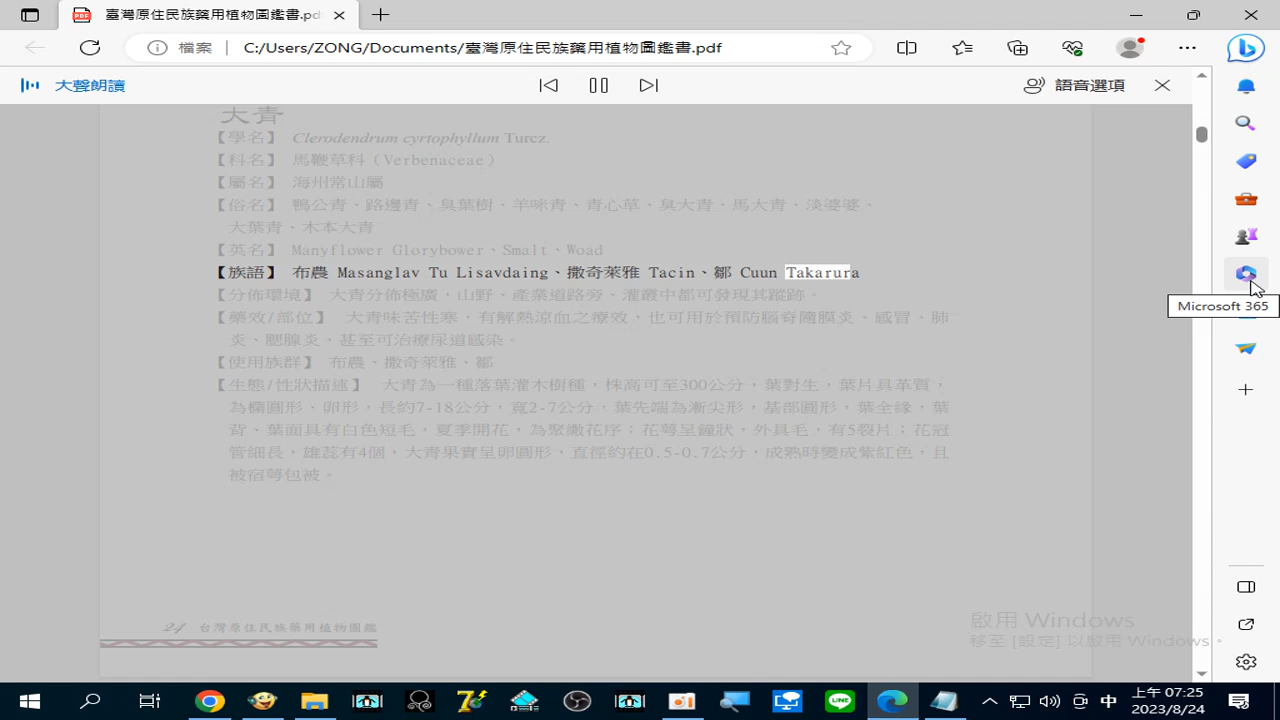 臺灣原住民族藥用植物圖鑑書.pdf
檔案
C:/Users/ZONG/Documents/臺灣原住民族藥用植物圖鑑書.pdf
大聲朗讀
語音選項
大青
【學名】 Clerodendrum cyrtophyllum Turcz.
【科名】 馬鞭草科（Verbenaceae）
【屬名】 海州常山屬
【俗名】 鴨公青、路邊青、臭葉樹、羊咪青、青心草、臭大青、馬大青、淡婆婆、
大葉青、木本大青
【英名】 Manyflower Glorybower、Smalt、Woad
【族語】 布農 Masanglav Tu Lisavdaing、撒奇萊雅 Tacin、鄒 Cuun Takarura
【分佈環境】 大青分佈極廣，山野、產業道路旁、灌叢中都可發現其蹤跡。
【藥效/部位】 大青味苦性寒，有解熱涼血之療效，也可用於預防腦脊隨膜炎、感冒、肺
炎、腮腺炎、甚至可治療尿道感染。
【使用族群】 布農、撒奇萊雅、鄒
【生態/性狀描述】 大青為一種落葉灌木樹種，株高可至300公分，葉對生，葉片具革質，
為橢圓形、卵形，長約7-18公分，寬2-7公分，葉先端為漸尖形，基部圓形，葉全緣，葉
背、葉面具有白色短毛，夏季開花，為聚繖花序；花萼呈鐘狀，外具毛，有5裂片；花冠
管細長，雄蕊有4個，大青果實呈卵圓形、直徑約在0.5-0.7公分，成熟時變成紫紅色，且
被宿萼包被。
Microsoft 365
24 台灣原住民族藥用植物圖鑑
啟用 Windows
移至 [設定] 以啟用 Windows。
LINE
中
上午 07:25
2023/8/24